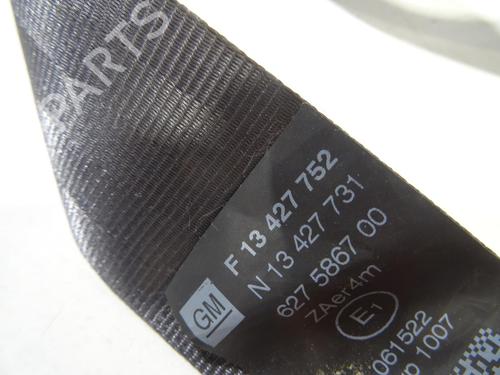 PARTS
F 13 427 752
N 13 427 731
627 5867 00
ZAer4m
GM
E1
061522
1007